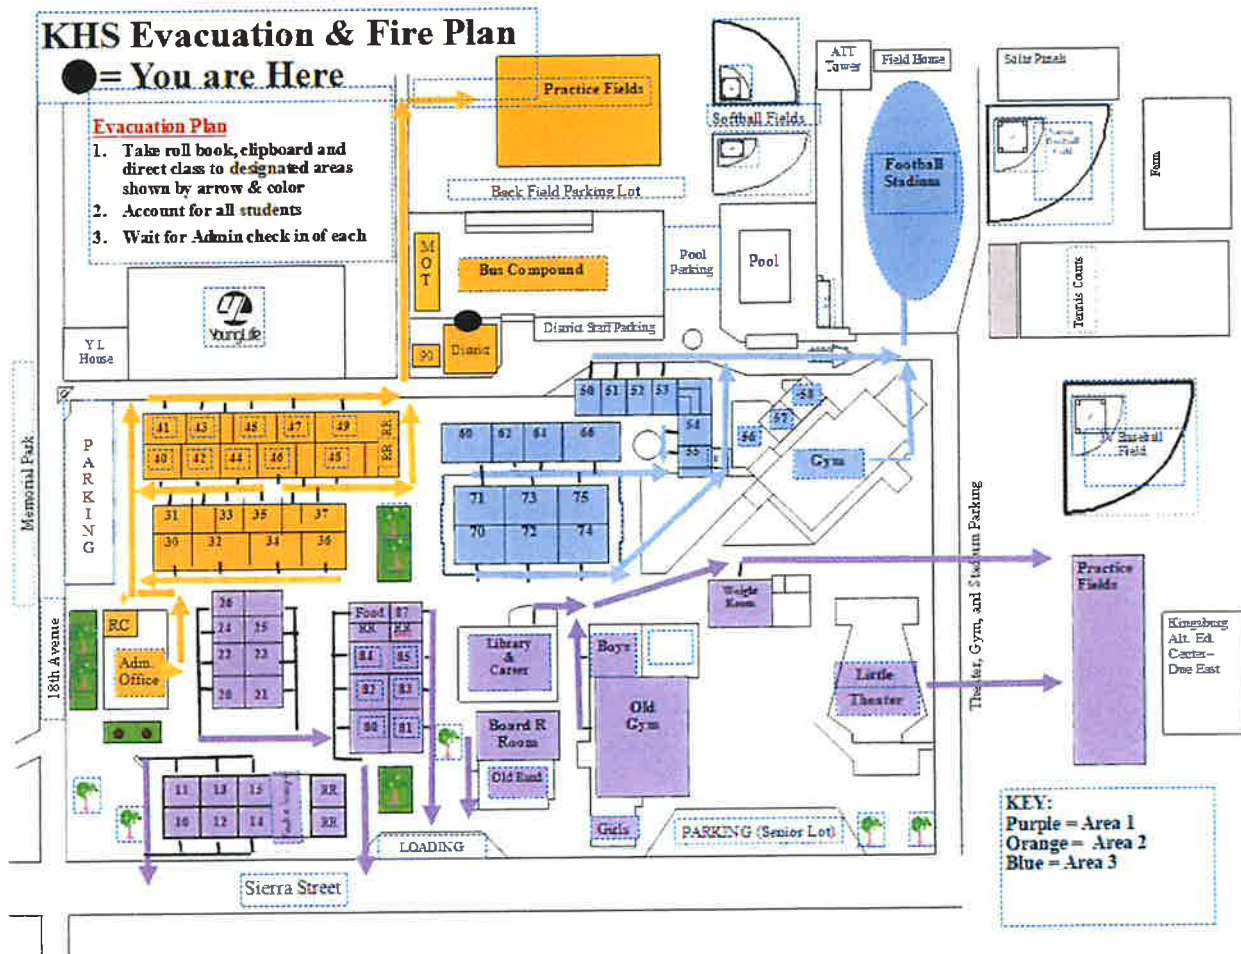 KHS Evacuation & Fire Plan
= You are Here
Evacuation Plan
1. Take roll book, clipboard and
direct class to designated areas
shown by arrow & color
2. Account for all students
3. Wait for Admin check in of each
Practice Fields
Softball Fields
ATT
Tower
Field House
Solar Panels
Football
Stadium
Field
Farm
Back Field Parking Lot
MOT
Bus Compound
Pool
Parking
Pool
Tennis Courts
YoungLife
Y L
House
District Staff Parking
90
District
Memorial Park
PARKING
41 43 45 47 49 RR
40 42 44 46 48 RR
31 33 35 37
30 32 34 36
50 51 52 53
54
55
56
57
58
60 62 64 66
71 73 75
70 72 74
Gym
JV Baseball
Field
Theater, Gym, and Stadium Parking
18th Avenue
RC
Adm.
Office
26
24 25
22 23
20 21
Food 87
RR RR
84 85
82 83
80 81
Library
&
Career
Board R
Room
Old Band
Boys
Old
Gym
Girls
Weight
Room
Little
Theater
Practice
Fields
Kingsburg
Alt. Ed.
Center–
Due East
11 13 15 RR
10 12 14 RR
LOADING
PARKING (Senior Lot)
Sierra Street
KEY:
Purple = Area 1
Orange = Area 2
Blue = Area 3